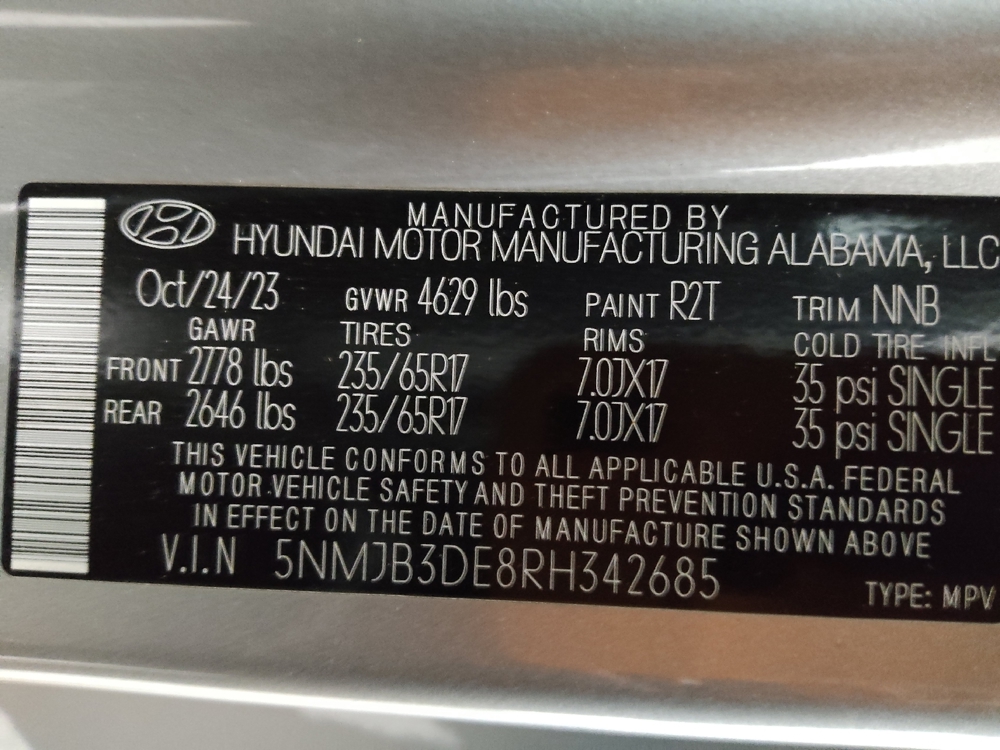 MANUFACTURED BY
HYUNDAI MOTOR MANUFACTURING ALABAMA, LLC
Oct/24/23 GVWR 4629 lbs PAINT R2T TRIM NNB
GAWR TIRES RIMS COLD TIRE INFL
FRONT 2778 lbs 235/65R17 7.0JX17 35 psi SINGLE
REAR 2646 lbs 235/65R17 7.0JX17 35 psi SINGLE
THIS VEHICLE CONFORMS TO ALL APPLICABLE U.S.A. FEDERAL
MOTOR VEHICLE SAFETY AND THEFT PREVENTION STANDARDS
IN EFFECT ON THE DATE OF MANUFACTURE SHOWN ABOVE
V.I.N 5NMJB3DE8RH342685
TYPE: MPV